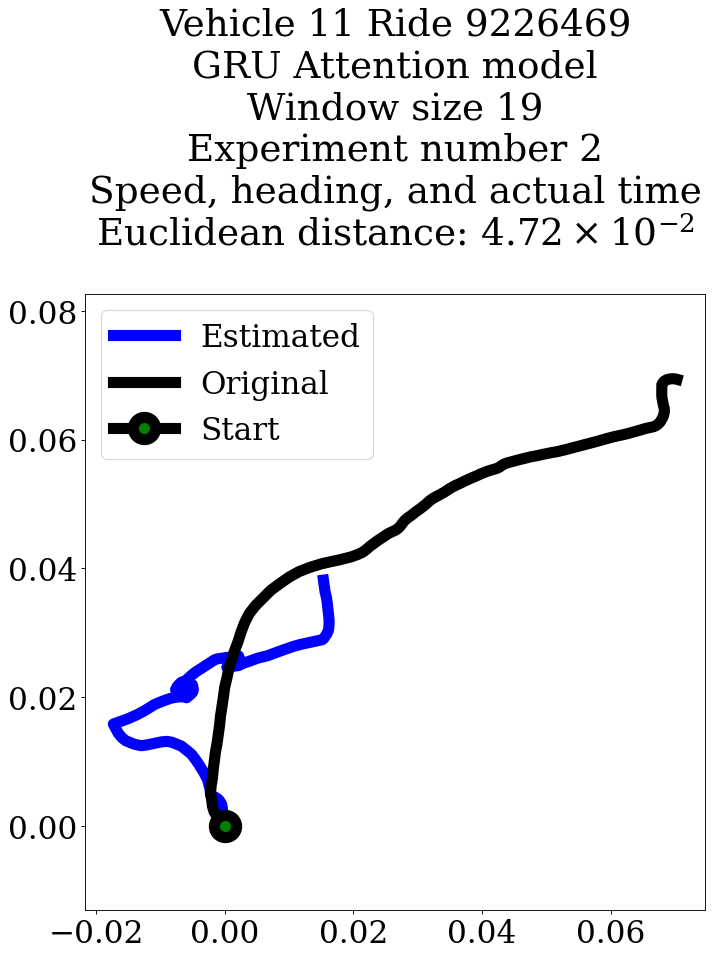 Vehicle 11 Ride 9226469
GRU Attention model
Window size 19
Experiment number 2
Speed, heading, and actual time
Euclidean distance: 4.72 × 10⁻²
Estimated
Original
Start
0.08
0.06
0.04
0.02
0.00
−0.02 0.00 0.02 0.04 0.06